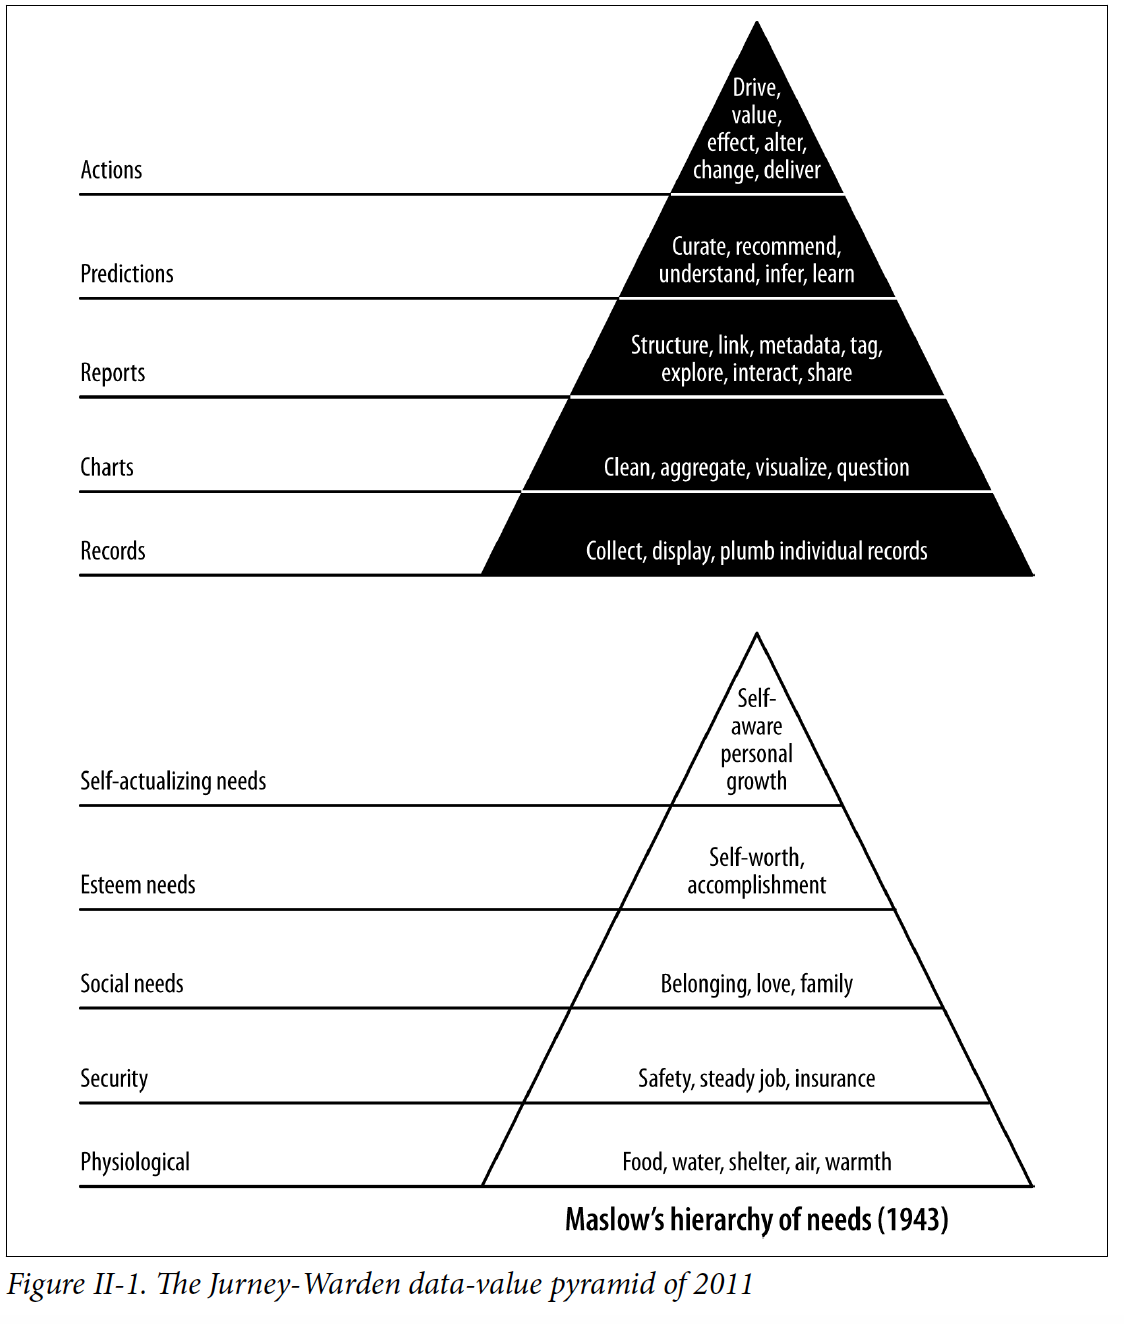 Drive,
value,
effect, alter,
change, deliver
Actions
Curate, recommend,
understand, infer, learn
Predictions
Structure, link, metadata, tag,
explore, interact, share
Reports
Clean, aggregate, visualize, question
Charts
Collect, display, plumb individual records
Records
Self-
aware
personal
growth
Self-actualizing needs
Self-worth,
accomplishment
Esteem needs
Belonging, love, family
Social needs
Safety, steady job, insurance
Security
Food, water, shelter, air, warmth
Physiological
Maslow’s hierarchy of needs (1943)
Figure II-1. The Jurney-Warden data-value pyramid of 2011